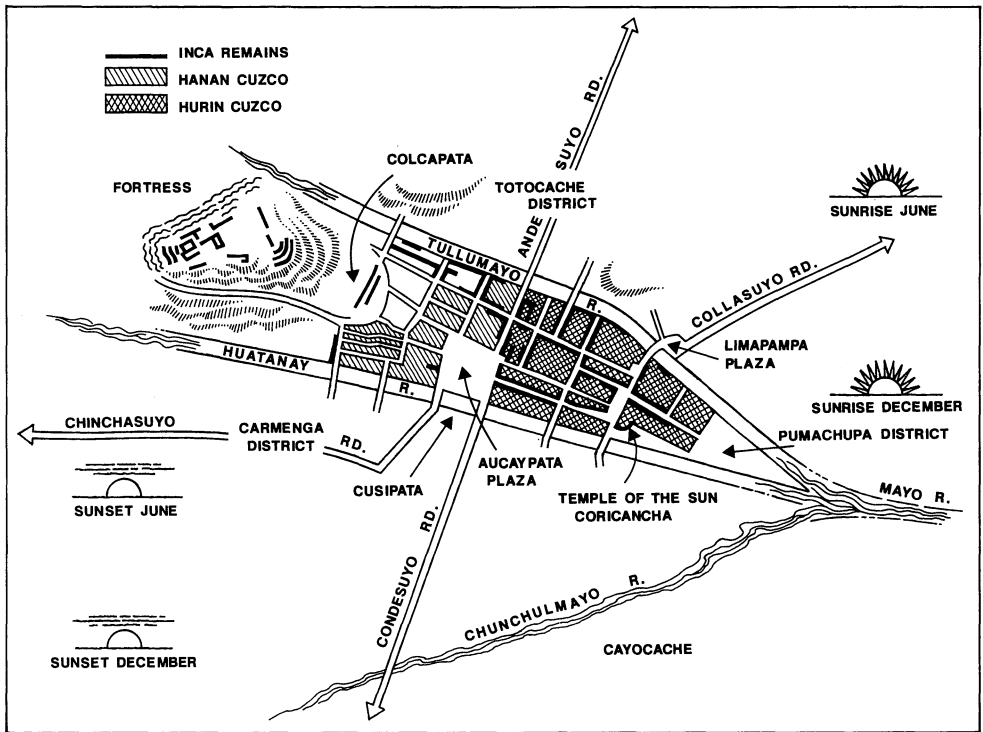 INCA REMAINS
HANAN CUZCO
HURIN CUZCO
COLCAPATA
FORTRESS
ANDE SUYO RD.
TOTOCACHE
DISTRICT
SUNRISE JUNE
TULLUMAYO R.
COLLASUYO RD.
LIMAPAMPA
PLAZA
HUATANAY R.
SUNRISE DECEMBER
CHINCHASUYO RD.
CARMENGA
DISTRICT
PUMACHUPA DISTRICT
AUCAYPATA
PLAZA
CUSIPATA
TEMPLE OF THE SUN
CORICANCHA
MAYO R.
SUNSET JUNE
CONDESUYO RD.
CHUNCHULMAYO R.
CAYOCACHE
SUNSET DECEMBER